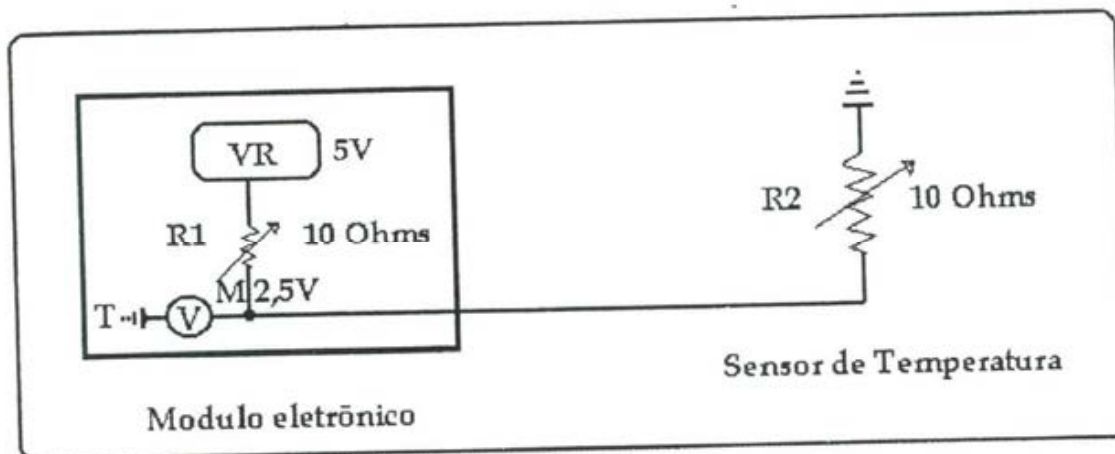 VR 5V
R1 10 Ohms
M 2,5V
T V
R2 10 Ohms
Sensor de Temperatura
Modulo eletrônico